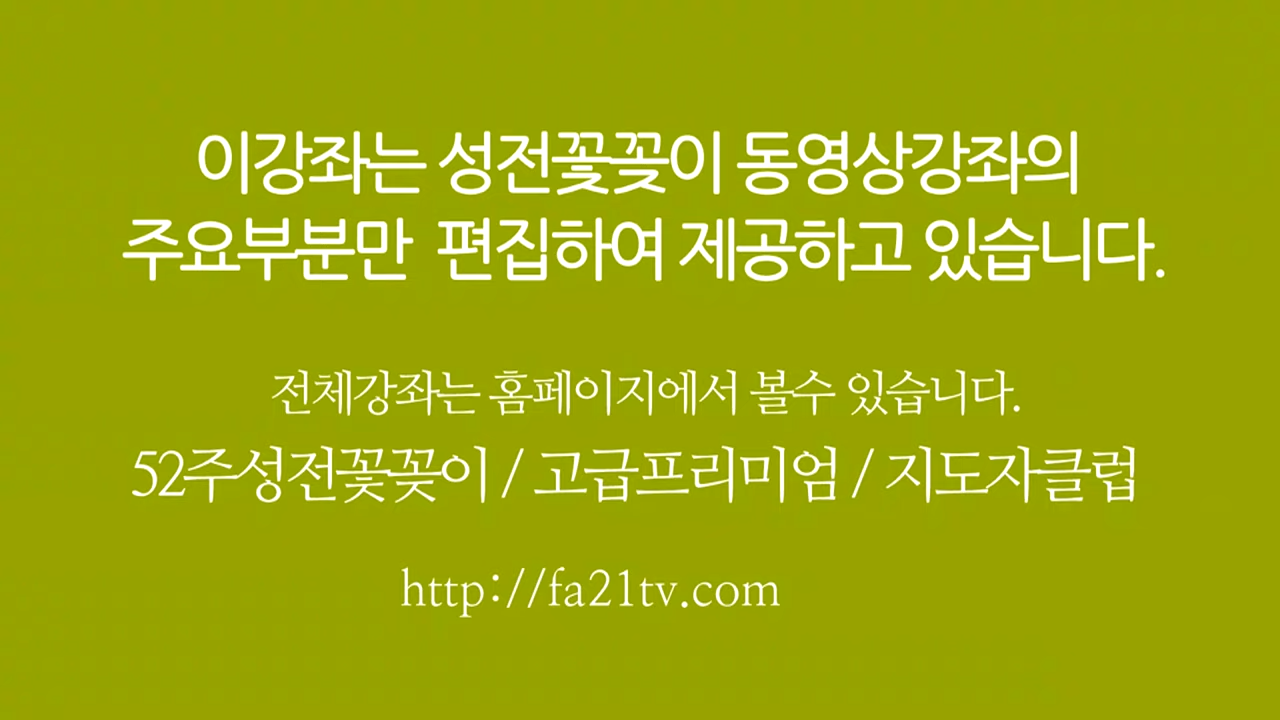 이강좌는 성전꽃꽂이 동영상강좌의
주요부분만 편집하여 제공하고 있습니다.
전체강좌는 홈페이지에서 볼수 있습니다.
52주성전꽃꽂이 / 고급프리미엄 / 지도자클럽
http://fa21tv.com